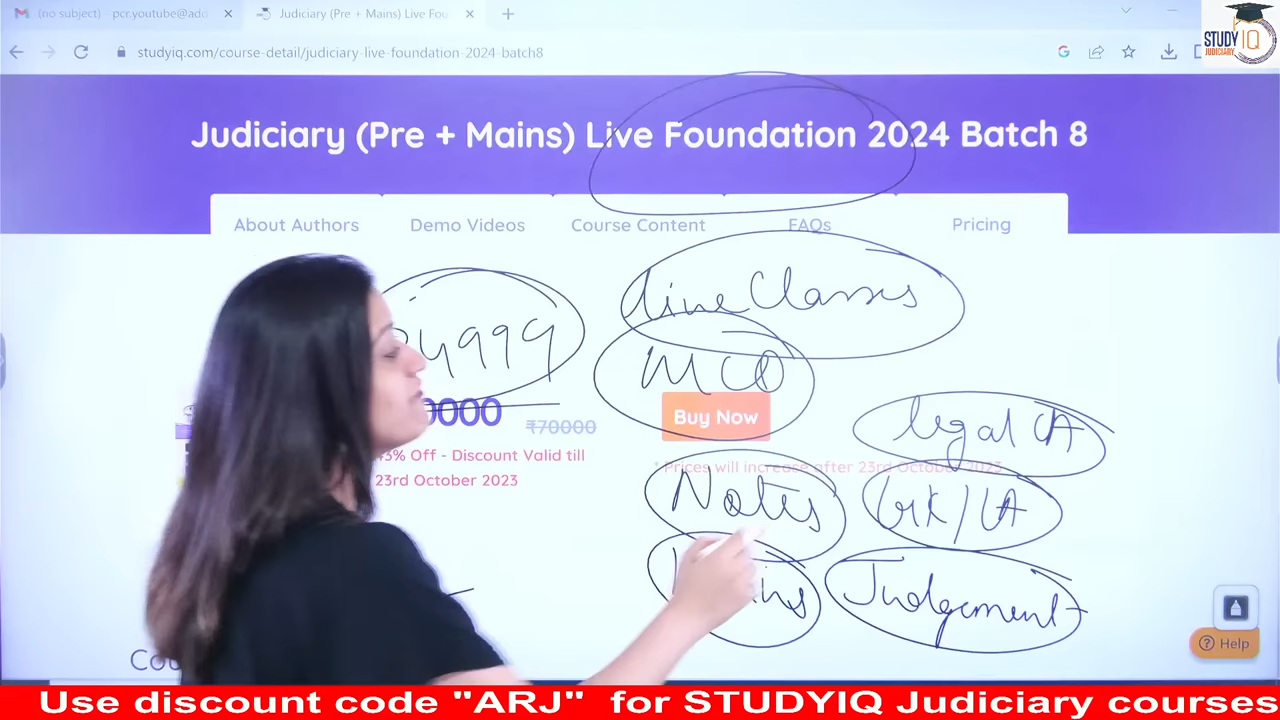 (no subject) - pcr.youtube@add
Judiciary (Pre + Mains) Live Fou
studyiq.com/course-detail/judiciary-live-foundation-2024-batch8
STUDY IQ
JUDICIARY
Judiciary (Pre + Mains) Live Foundation 2024 Batch 8
About Authors
Demo Videos
Course Content
FAQs
Pricing
Live Classes
4999
MCQ
0000
₹70000
Buy Now
Legal CA
3% Off - Discount Valid till
23rd October 2023
* Prices will increase after 23rd October 2023
Notes
GK/CA
Judgement
Help
Use discount code "ARJ" for STUDYIQ Judiciary courses